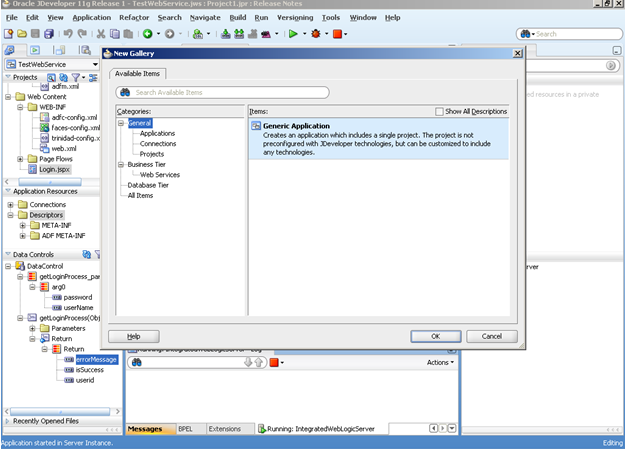 Oracle JDeveloper 11g Release 1 - TestWebService.jws : Project1.jpr : Release Notes
File Edit View Application Refactor Search Navigate Build Run Versioning Tools Window Help
Search
TestWebService
Projects
adfm.xml
Web Content
WEB-INF
adfc-config.xml
faces-config.xml
trinidad-config.xml
web.xml
Page Flows
Login.jspx
Application Resources
Connections
Descriptors
META-INF
ADF META-INF
Data Controls
DataControl
getLoginProcess_par
arg0
password
userName
getLoginProcess(Obj
Parameters
Return
Return
errorMessage
isSuccess
userid
Recently Opened Files
New Gallery
Available Items
Search Available Items
Categories:
General
Applications
Connections
Projects
Business Tier
Web Services
Database Tier
All Items
Items:
Show All Descriptions
Generic Application
Creates an application which includes a single project. The project is not
preconfigured with JDeveloper technologies, but can be customized to include
any technologies.
Help
OK
Cancel
ed resources in a private
erver
Actions
Messages BPEL Extensions Running: IntegratedWebLogicServer
Application started in Server Instance.
Editing